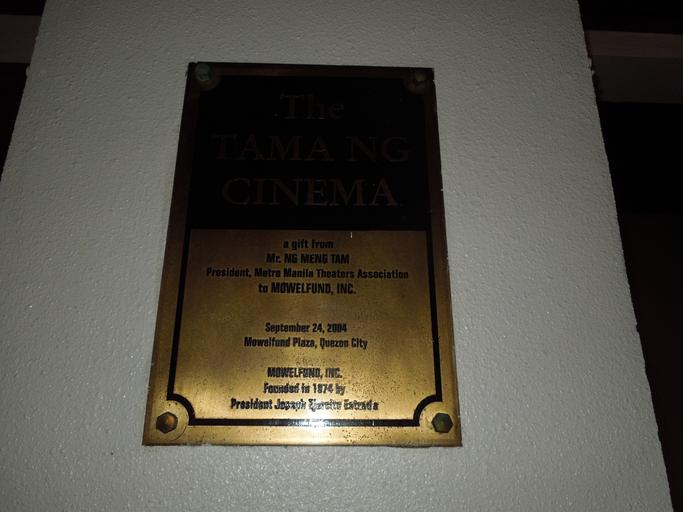 The
TAMA NG
CINEMA
a gift from
Mr. NG MENG TAM
President, Metro Manila Theaters Association
to MOWELFUND, INC.
September 24, 2004
Mowelfund Plaza, Quezon City
MOWELFUND, INC.
Founded in 1974 by
President Joseph Ejercito Estrada